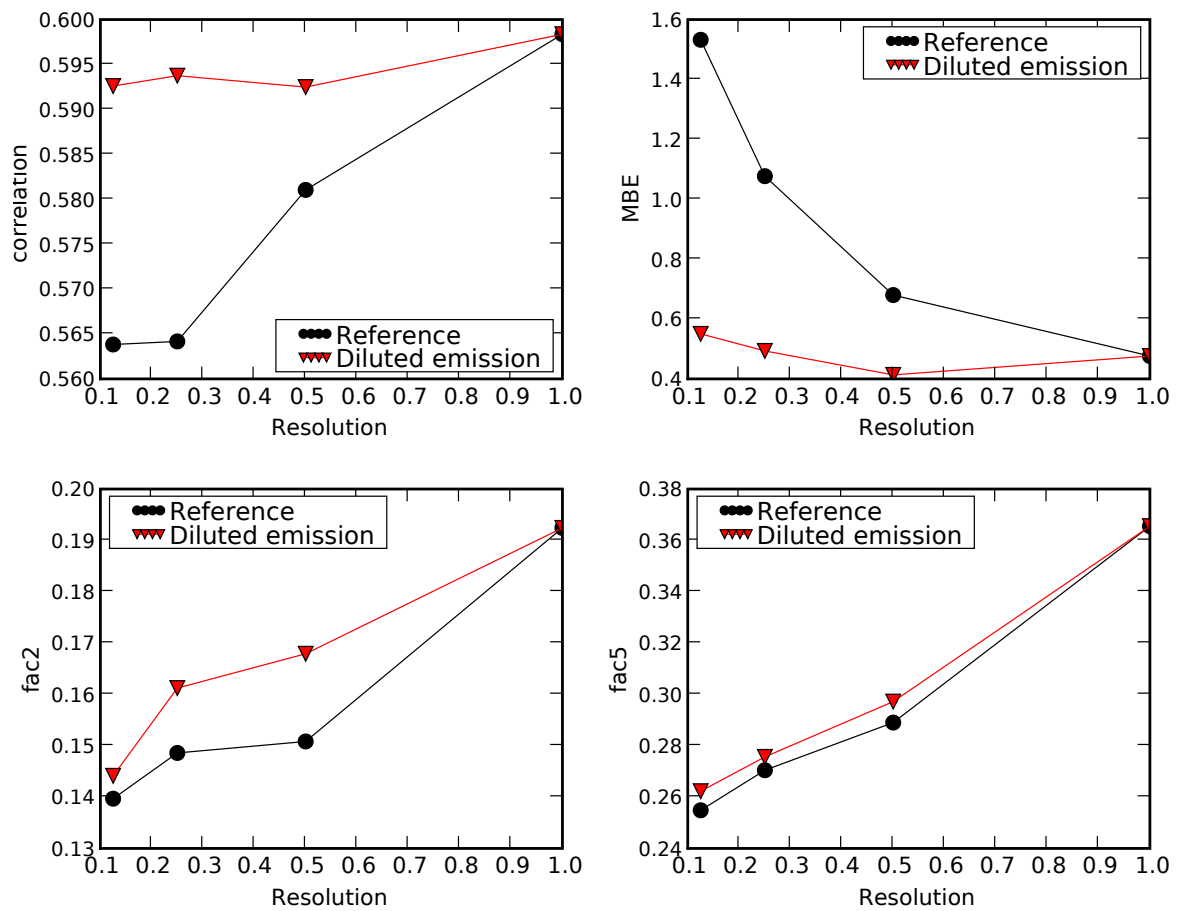 0.600
0.595
0.590
0.585
0.580
0.575
0.570
0.565
0.560
correlation
Reference
Diluted emission
0.1 0.2 0.3 0.4 0.5 0.6 0.7 0.8 0.9 1.0
Resolution
1.6
1.4
1.2
1.0
0.8
0.6
0.4
MBE
Reference
Diluted emission
0.1 0.2 0.3 0.4 0.5 0.6 0.7 0.8 0.9 1.0
Resolution
0.20
0.19
0.18
0.17
0.16
0.15
0.14
0.13
fac2
Reference
Diluted emission
0.1 0.2 0.3 0.4 0.5 0.6 0.7 0.8 0.9 1.0
Resolution
0.38
0.36
0.34
0.32
0.30
0.28
0.26
0.24
fac5
Reference
Diluted emission
0.1 0.2 0.3 0.4 0.5 0.6 0.7 0.8 0.9 1.0
Resolution